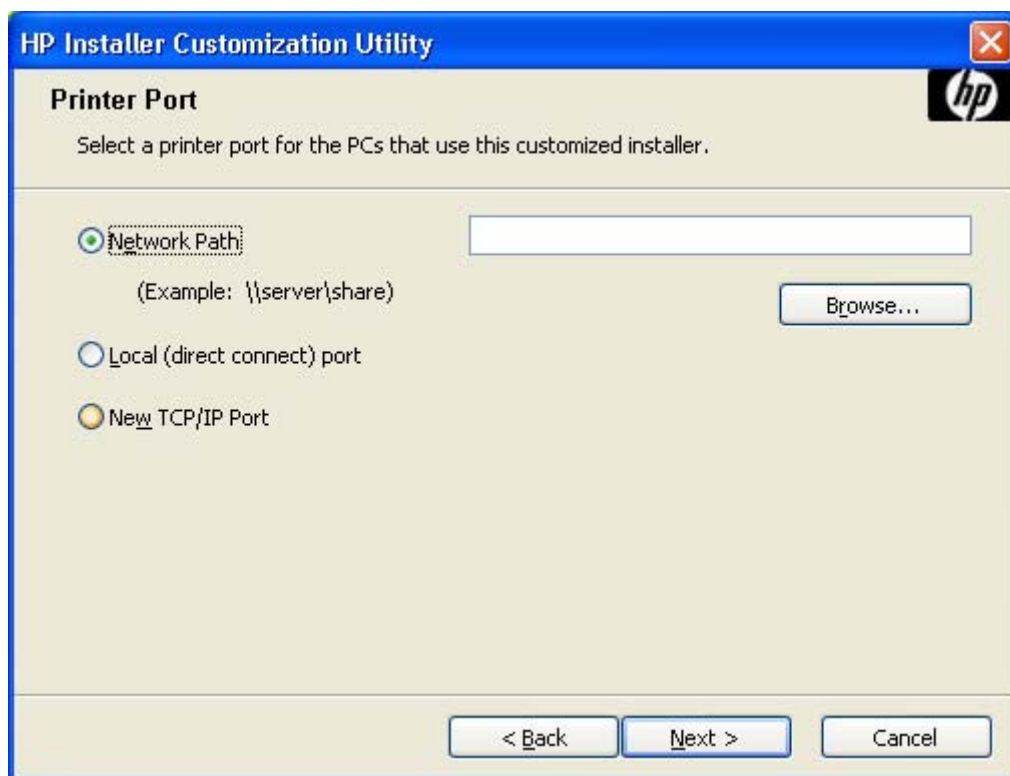 HP Installer Customization Utility
hp
Printer Port
Select a printer port for the PCs that use this customized installer.
Network Path
(Example: \\server\share)
Browse...
Local (direct connect) port
New TCP/IP Port
< Back
Next >
Cancel